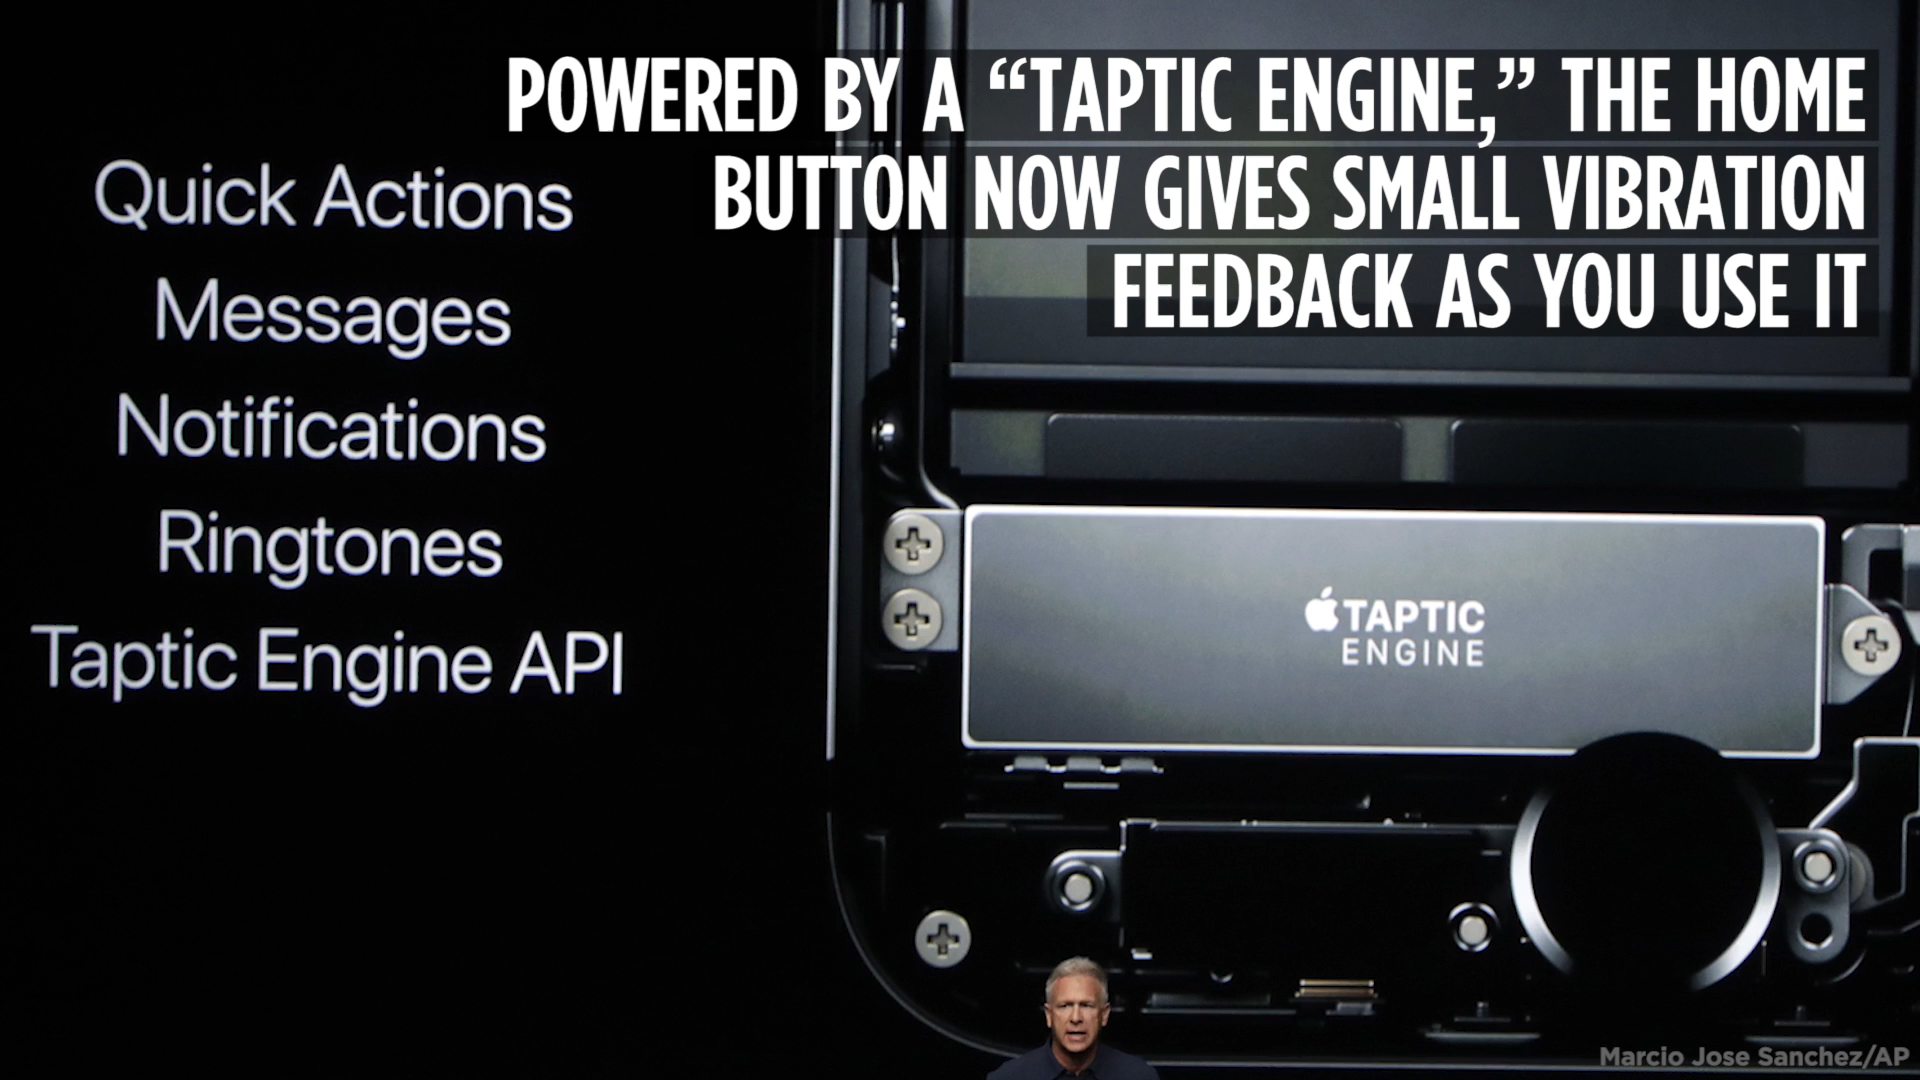 POWERED BY A “TAPTIC ENGINE,” THE HOME
BUTTON NOW GIVES SMALL VIBRATION
FEEDBACK AS YOU USE IT
Quick Actions
Messages
Notifications
Ringtones
Taptic Engine API
TAPTIC
ENGINE
Marcio Jose Sanchez/AP